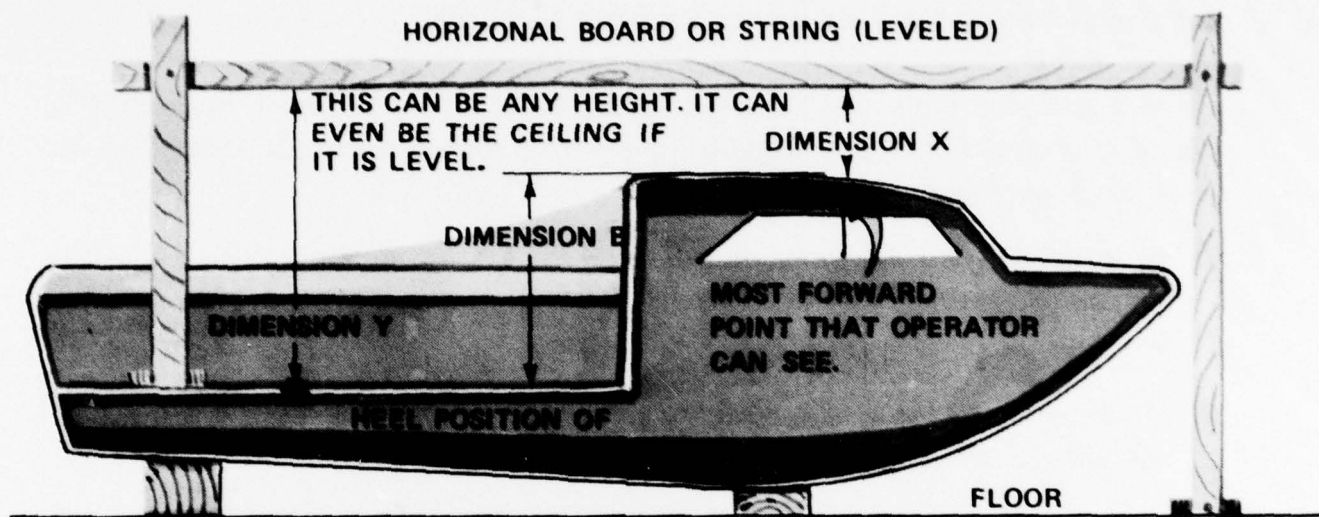 HORIZONAL BOARD OR STRING (LEVELED)
THIS CAN BE ANY HEIGHT. IT CAN
EVEN BE THE CEILING IF
IT IS LEVEL.
DIMENSION X
DIMENSION B
MOST FORWARD
POINT THAT OPERATOR
CAN SEE.
DIMENSION Y
HEEL POSITION OF
FLOOR